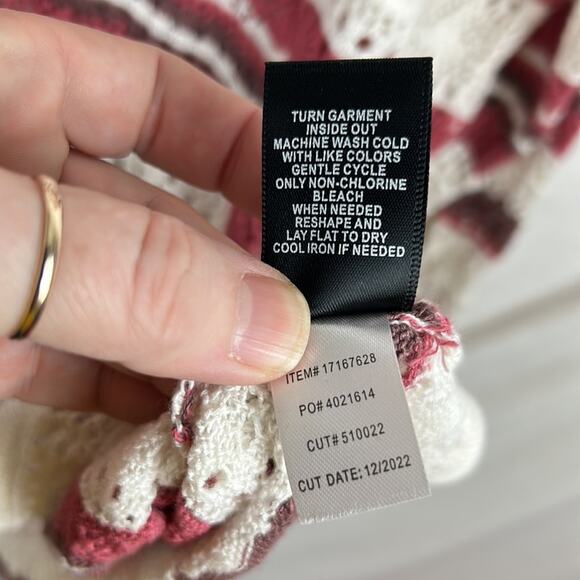 TURN GARMENT
INSIDE OUT
MACHINE WASH COLD
WITH LIKE COLORS
GENTLE CYCLE
ONLY NON-CHLORINE
BLEACH
WHEN NEEDED
RESHAPE AND
LAY FLAT TO DRY
COOL IRON IF NEEDED
ITEM# 17167628
PO# 4021614
CUT# 510022
CUT DATE: 12/2022